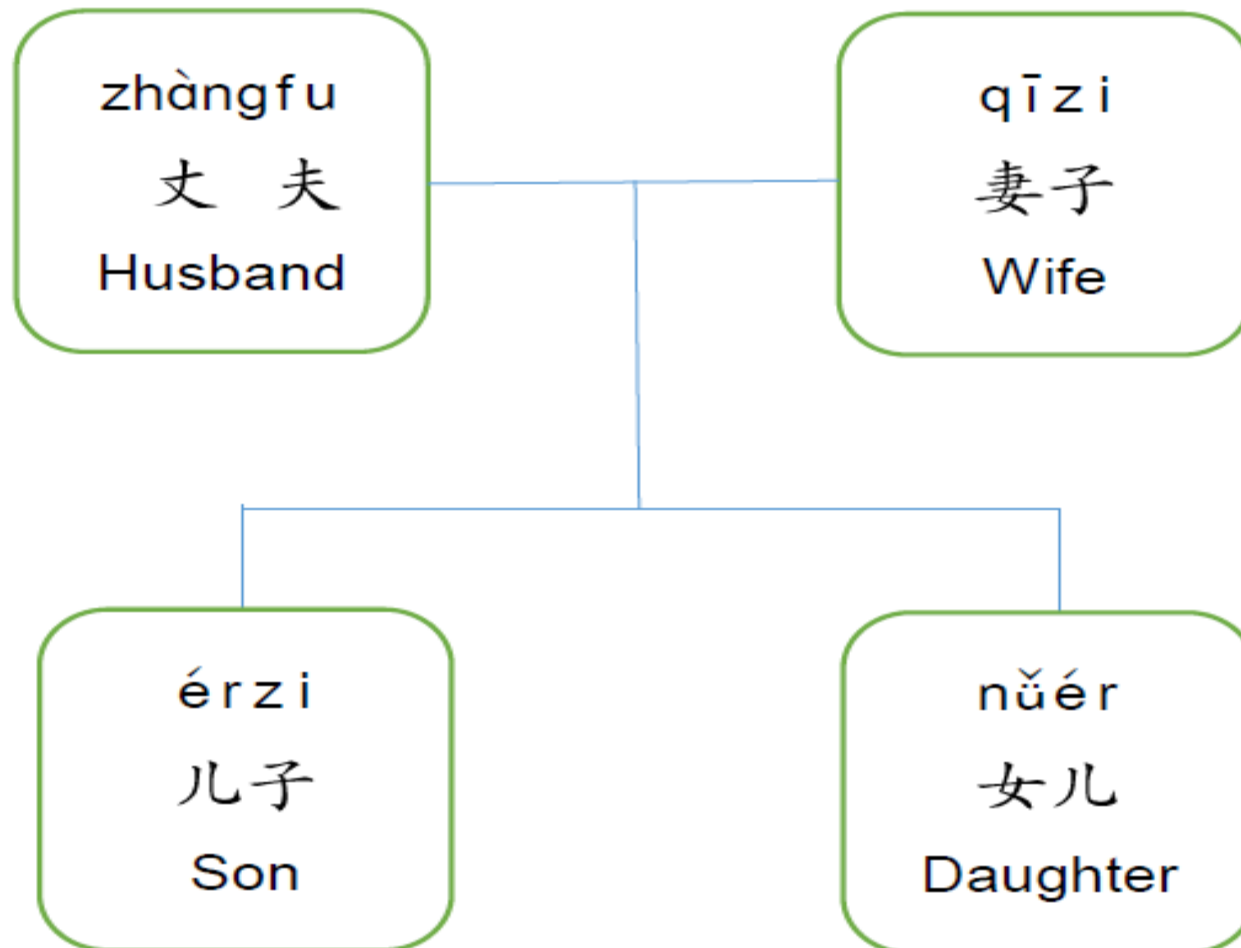 zhàngfu
丈 夫
Husband
qīzi
妻子
Wife
érzi
儿子
Son
nǚér
女儿
Daughter